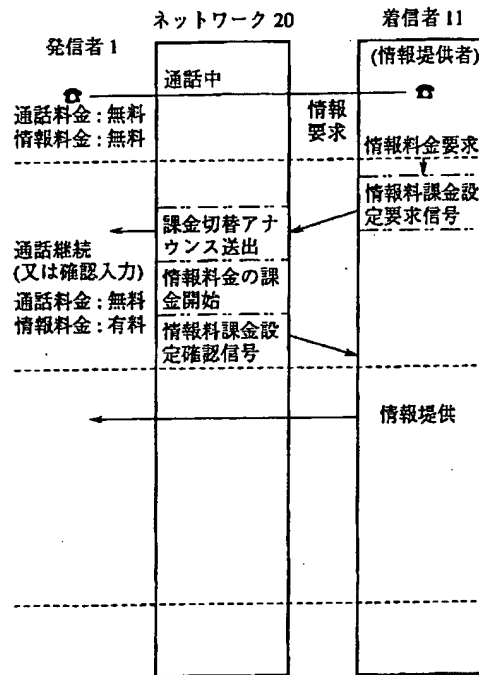 ネットワーク 20
着信者 11
発信者 1
(情報提供者)
通話中
通話料金 : 無料
情報料金 : 無料
情報
要求
情報料金要求
情報料課金設
定要求信号
課金切替アナ
ウンス送出
通話継続
(又は確認入力)
情報料金の課
金開始
通話料金 : 無料
情報料金 : 有料
情報料課金設
定確認信号
情報提供